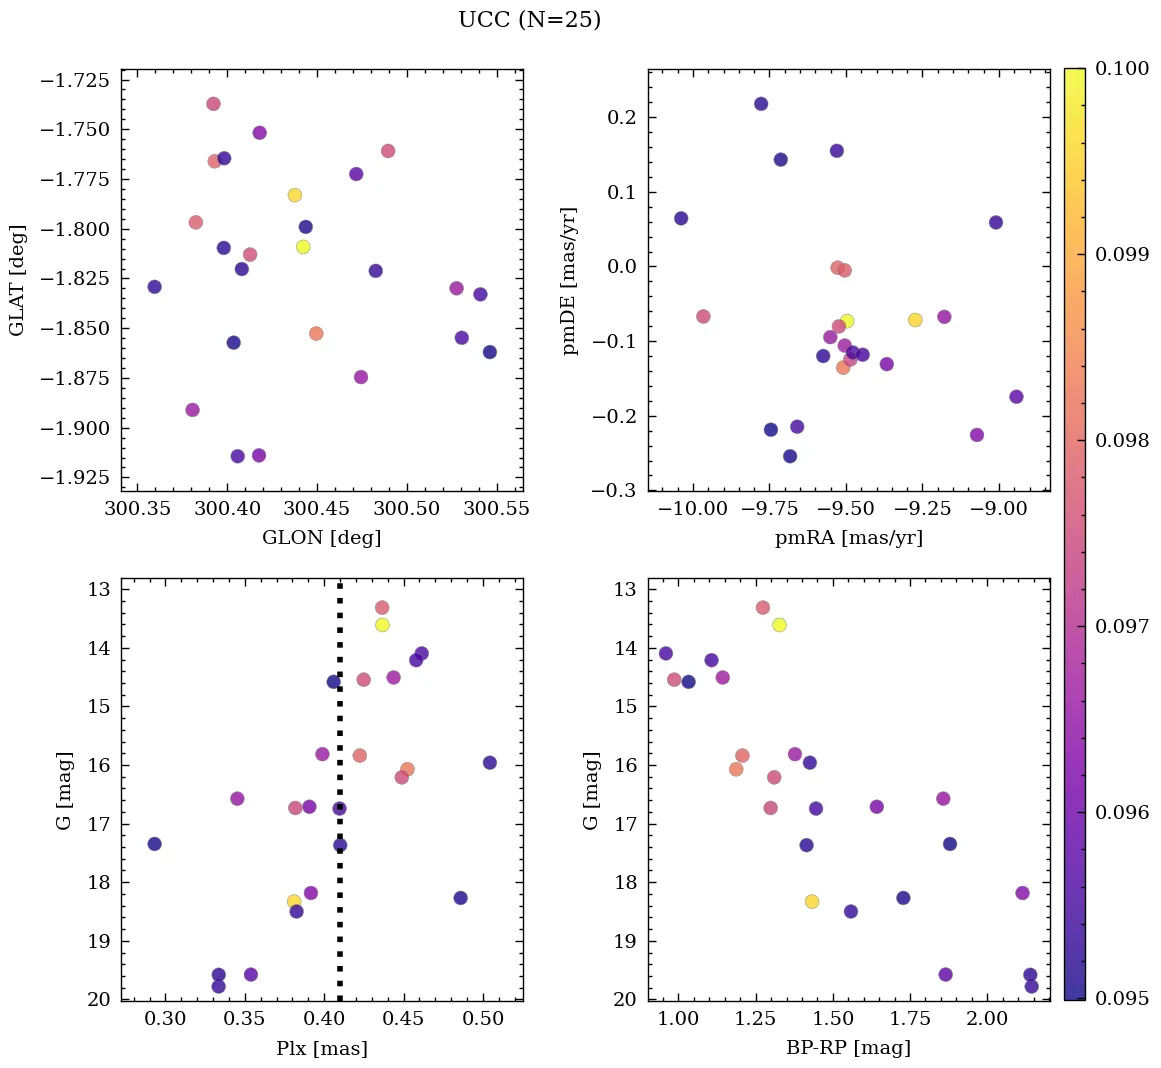 UCC (N=25)
−1.725
−1.750
−1.775
−1.800
−1.825
−1.850
−1.875
−1.900
−1.925
GLAT [deg]
300.35 300.40 300.45 300.50 300.55
GLON [deg]
0.2
0.1
0.0
−0.1
−0.2
−0.3
pmDE [mas/yr]
−10.00 −9.75 −9.50 −9.25 −9.00
pmRA [mas/yr]
13
14
15
16
17
18
19
20
G [mag]
0.30 0.35 0.40 0.45 0.50
Plx [mas]
13
14
15
16
17
18
19
20
G [mag]
1.00 1.25 1.50 1.75 2.00
BP-RP [mag]
0.100
0.099
0.098
0.097
0.096
0.095